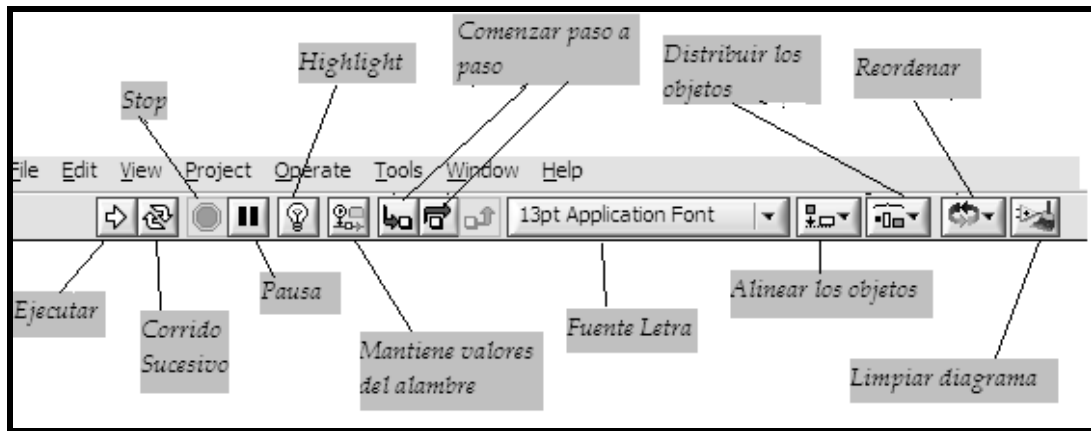 Comenzar paso a
paso
Highlight
Distribuir los
objetos
Reordenar
Stop
File Edit View Project Operate Tools Window Help
13pt Application Font
Ejecutar
Pausa
Alinear los objetos
Corrido
Sucesivo
Fuente Letra
Mantiene valores
del alambre
Limpiar diagrama